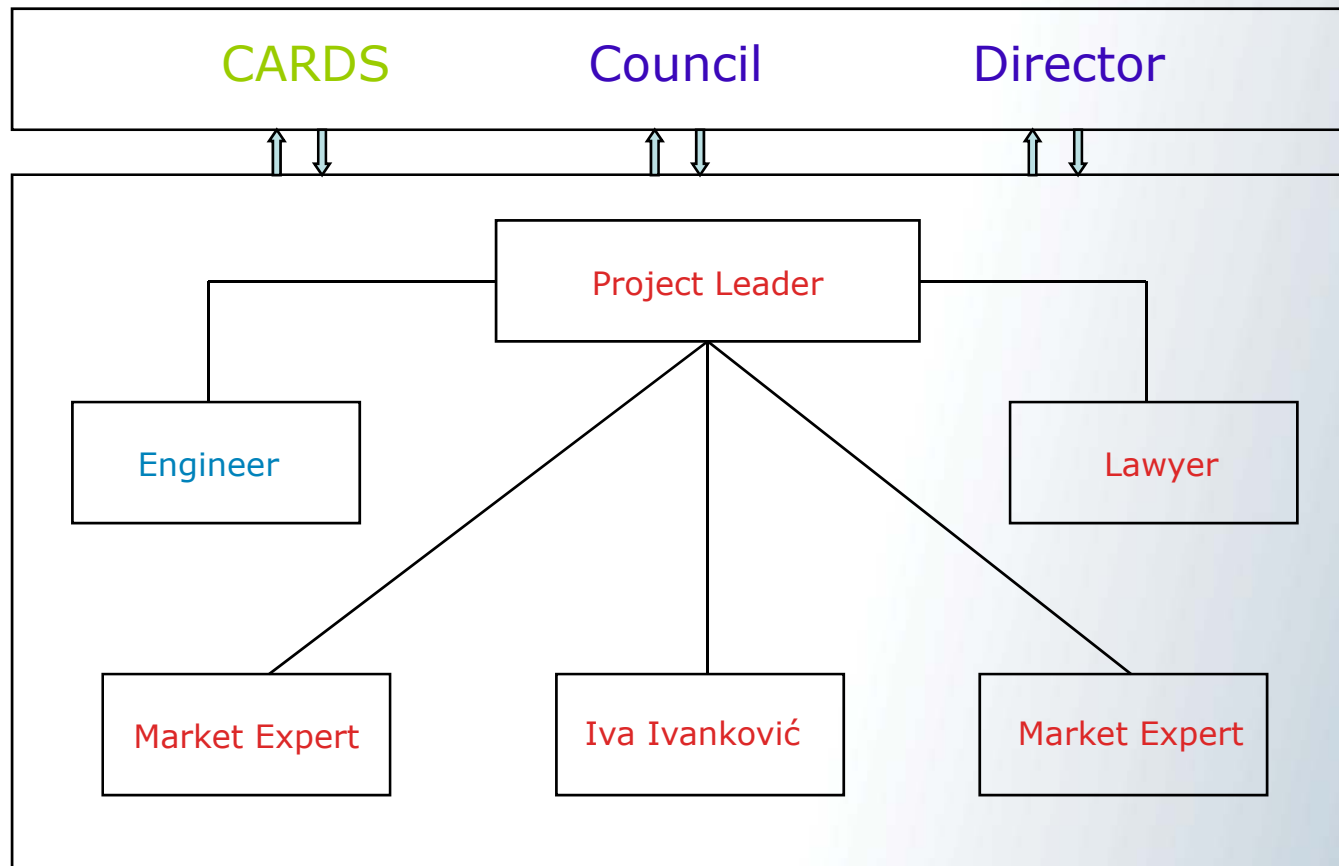 CARDS
Council
Director
Project Leader
Engineer
Lawyer
Market Expert
Iva Ivanković
Market Expert